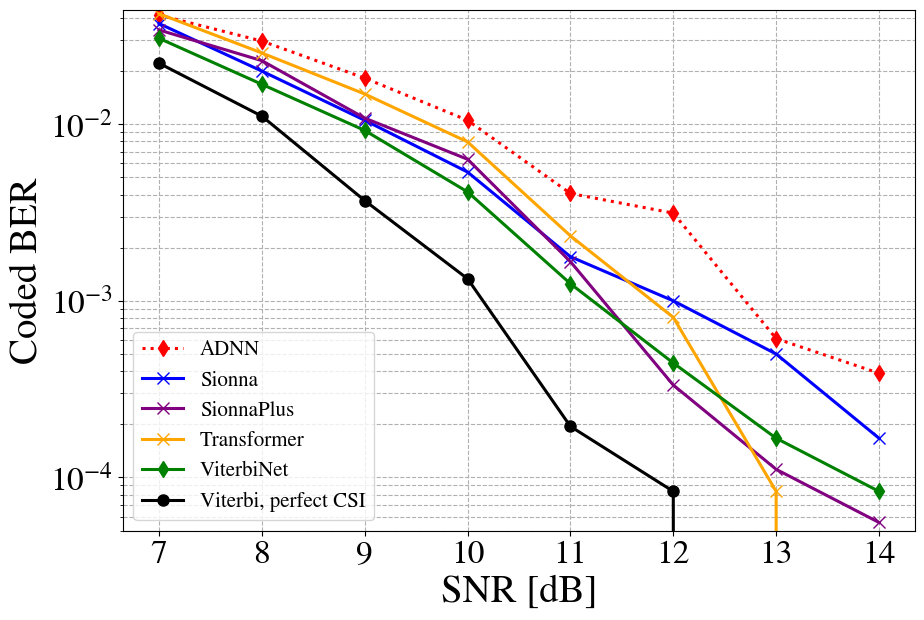 Coded BER
10⁻²
10⁻³
10⁻⁴
ADNN
Sionna
SionnaPlus
Transformer
ViterbiNet
Viterbi, perfect CSI
7 8 9 10 11 12 13 14
SNR [dB]